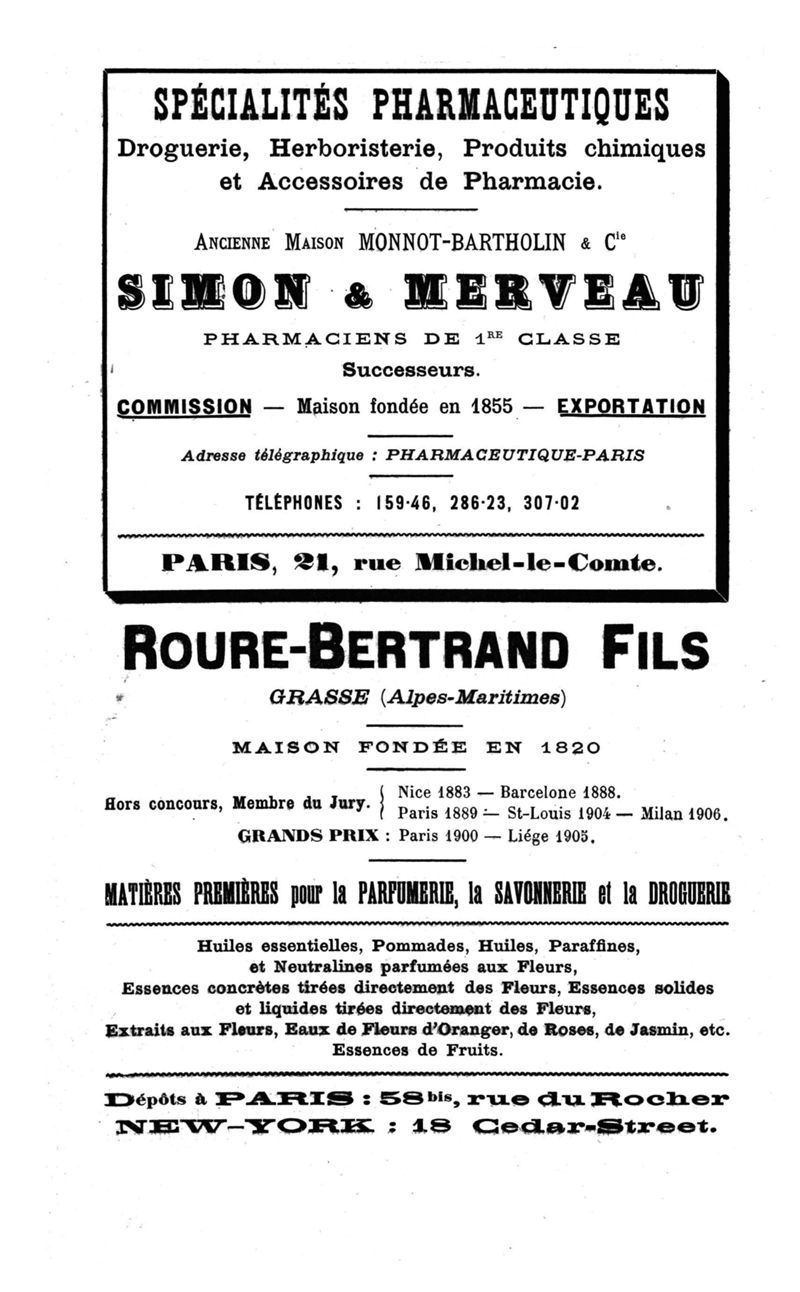 SPÉCIALITÉS PHARMACEUTIQUES
Droguerie, Herboristerie, Produits chimiques
et Accessoires de Pharmacie.
ANCIENNE MAISON MONNOT-BARTHOLIN & Cie
SIMON & MERVEAU
PHARMACIENS DE 1RE CLASSE
Successeurs.
COMMISSION — Maison fondée en 1855 — EXPORTATION
Adresse télégraphique : PHARMACEUTIQUE-PARIS
TÉLÉPHONES : 159-46, 286-23, 307-02
PARIS, 21, rue Michel-le-Comte.
ROURE-BERTRAND FILS
GRASSE (Alpes-Maritimes)
MAISON FONDÉE EN 1820
Hors concours, Membre du Jury. { Nice 1883 — Barcelone 1888.
Paris 1889 — St-Louis 1904 — Milan 1906.
GRANDS PRIX : Paris 1900 — Liége 1905.
MATIÈRES PREMIÈRES pour la PARFUMERIE, la SAVONNERIE et la DROGUERIE
Huiles essentielles, Pommades, Huiles, Paraffines,
et Neutralines parfumées aux Fleurs,
Essences concrètes tirées directement des Fleurs, Essences solides
et liquides tirées directement des Fleurs,
Extraits aux Fleurs, Eaux de Fleurs d'Oranger, de Roses, de Jasmin, etc.
Essences de Fruits.
Dépôts à PARIS : 58 bis, rue du Rocher
NEW-YORK : 18 Cedar-Street.